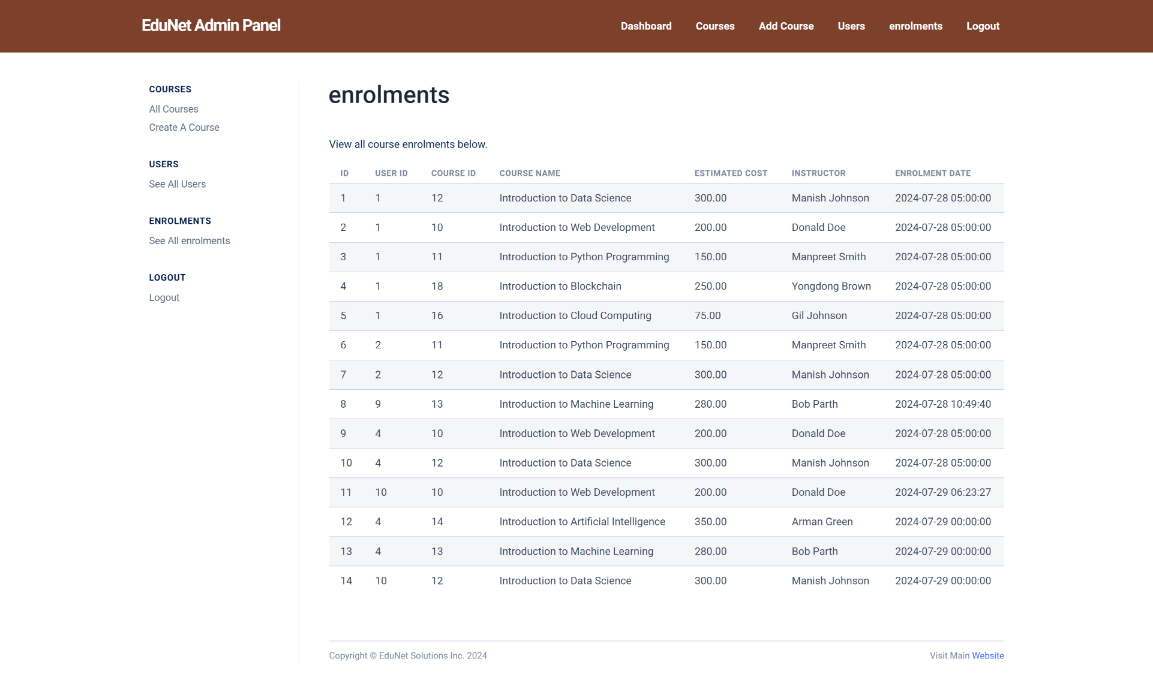 EduNet Admin Panel
Dashboard Courses Add Course Users enrolments Logout
COURSES
All Courses
Create A Course
USERS
See All Users
ENROLMENTS
See All enrolments
LOGOUT
Logout
enrolments
View all course enrolments below.
ID USER ID COURSE ID COURSE NAME ESTIMATED COST INSTRUCTOR ENROLMENT DATE
1 1 12 Introduction to Data Science 300.00 Manish Johnson 2024-07-28 05:00:00
2 1 10 Introduction to Web Development 200.00 Donald Doe 2024-07-28 05:00:00
3 1 11 Introduction to Python Programming 150.00 Manpreet Smith 2024-07-28 05:00:00
4 1 18 Introduction to Blockchain 250.00 Yongdong Brown 2024-07-28 05:00:00
5 1 16 Introduction to Cloud Computing 75.00 Gil Johnson 2024-07-28 05:00:00
6 2 11 Introduction to Python Programming 150.00 Manpreet Smith 2024-07-28 05:00:00
7 2 12 Introduction to Data Science 300.00 Manish Johnson 2024-07-28 05:00:00
8 9 13 Introduction to Machine Learning 280.00 Bob Parth 2024-07-28 10:49:40
9 4 10 Introduction to Web Development 200.00 Donald Doe 2024-07-28 05:00:00
10 4 12 Introduction to Data Science 300.00 Manish Johnson 2024-07-28 05:00:00
11 10 10 Introduction to Web Development 200.00 Donald Doe 2024-07-29 06:23:27
12 4 14 Introduction to Artificial Intelligence 350.00 Arman Green 2024-07-29 00:00:00
13 4 13 Introduction to Machine Learning 280.00 Bob Parth 2024-07-29 00:00:00
14 10 12 Introduction to Data Science 300.00 Manish Johnson 2024-07-29 00:00:00
Copyright © EduNet Solutions Inc. 2024 Visit Main Website